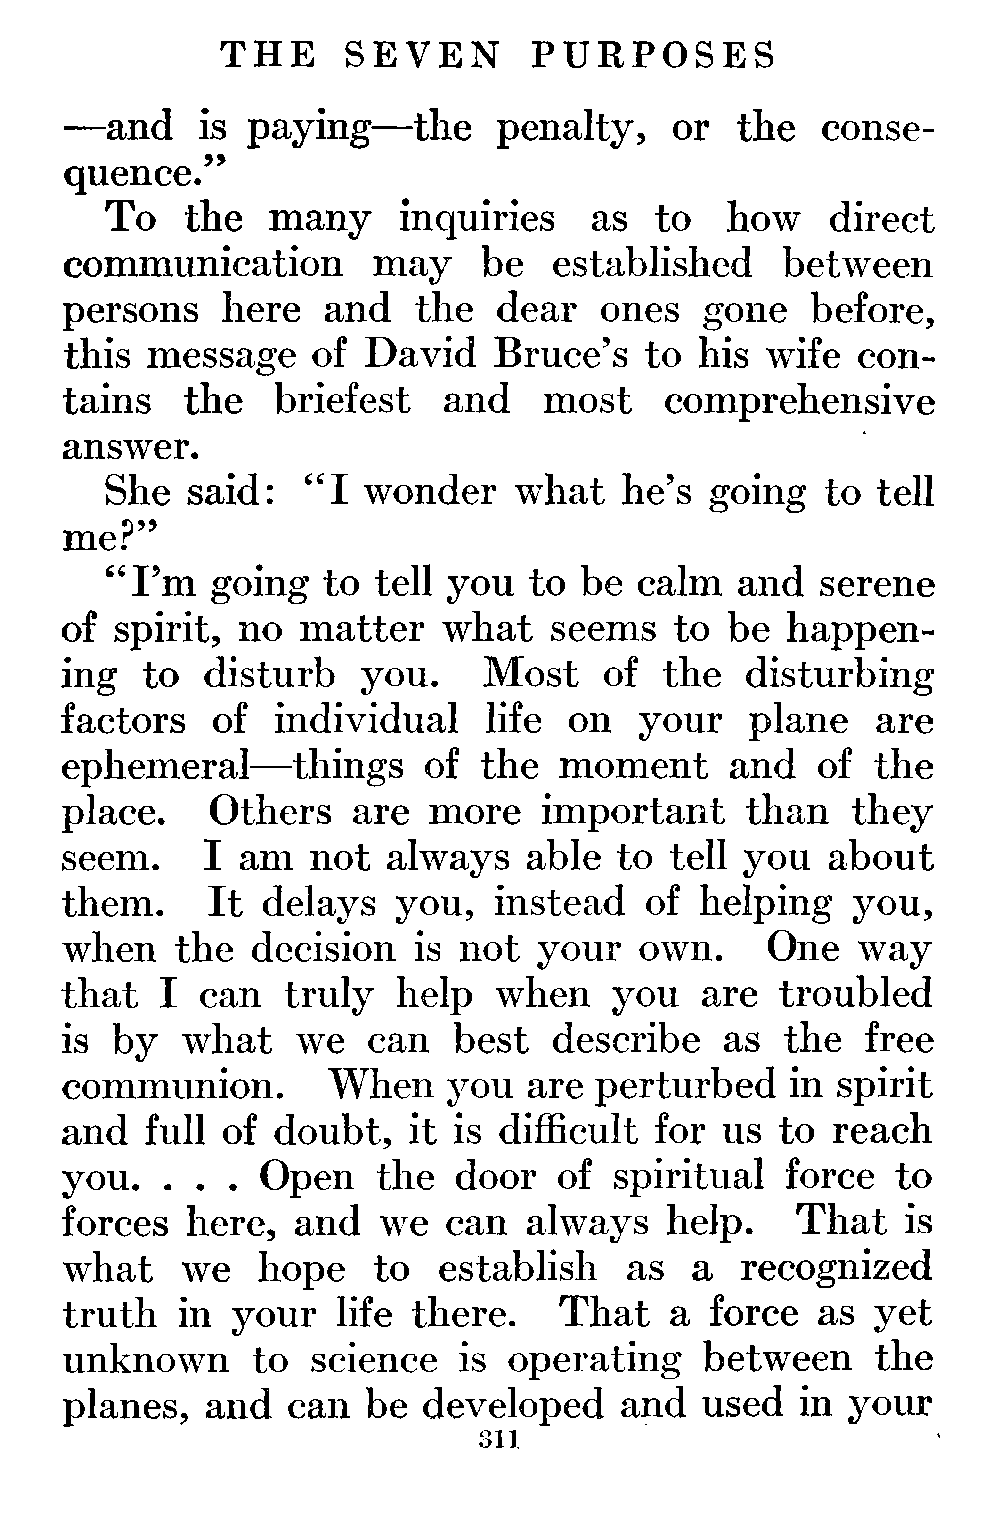 THE SEVEN PURPOSES
—and is paying—the penalty, or the conse-
quence.”
To the many inquiries as to how direct
communication may be established between
persons here and the dear ones gone before,
this message of David Bruce’s to his wife con-
tains the briefest and most comprehensive
answer.
She said: “I wonder what he’s going to tell
me?”
“I’m going to tell you to be calm and serene
of spirit, no matter what seems to be happen-
ing to disturb you. Most of the disturbing
factors of individual life on your plane are
ephemeral—things of the moment and of the
place. Others are more important than they
seem. I am not always able to tell you about
them. It delays you, instead of helping you,
when the decision is not your own. One way
that I can truly help when you are troubled
is by what we can best describe as the free
communion. When you are perturbed in spirit
and full of doubt, it is difficult for us to reach
you. . . . Open the door of spiritual force to
forces here, and we can always help. That is
what we hope to establish as a recognized
truth in your life there. That a force as yet
unknown to science is operating between the
planes, and can be developed and used in your
311